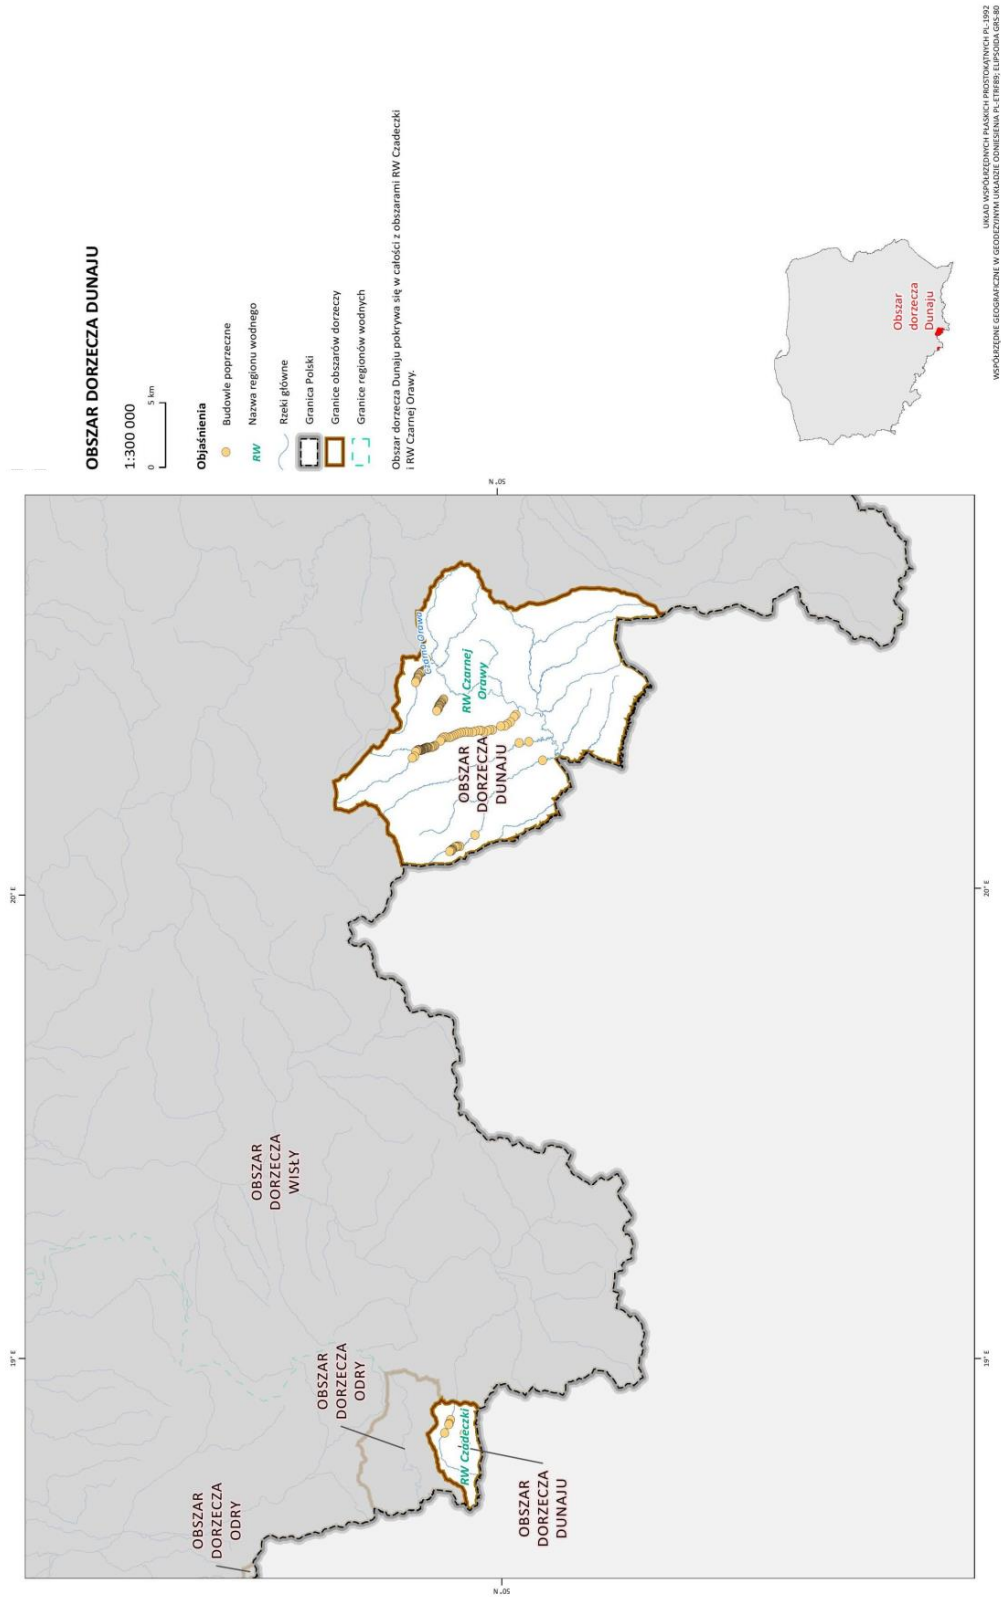 OBSZAR DORZECZA DUNAJU
1:300 000
0 5 km
Objaśnienia
Budowle poprzeczne
RW Nazwa regionu wodnego
Rzeki główne
Granica Polski
Granice obszarów dorzeczy
Granice regionów wodnych
Obszar dorzecza Dunaju pokrywa się w całości z obszarami RW Czadeczki
i RW Czarnej Orawy.
19° E
20° E
OBSZAR
DORZECZA
ODRY
OBSZAR
DORZECZA
ODRY
OBSZAR
DORZECZA
WISŁY
RW Czadeczki
OBSZAR
DORZECZA
DUNAJU
Czarna Orawa
RW Czarnej
Orawy
OBSZAR
DORZECZA
DUNAJU
N .05
N .05
19° E
20° E
Obszar
dorzecza
Dunaju
UKŁAD WSPÓŁRZĘDNYCH PŁASKICH PROSTOKĄTNYCH PL-1992
WSPÓŁRZĘDNE GEOGRAFICZNE W GEODEZYJNYM UKŁADZIE ODNIESIENIA PL-ETRF89; ELIPSOIDA GRS-80